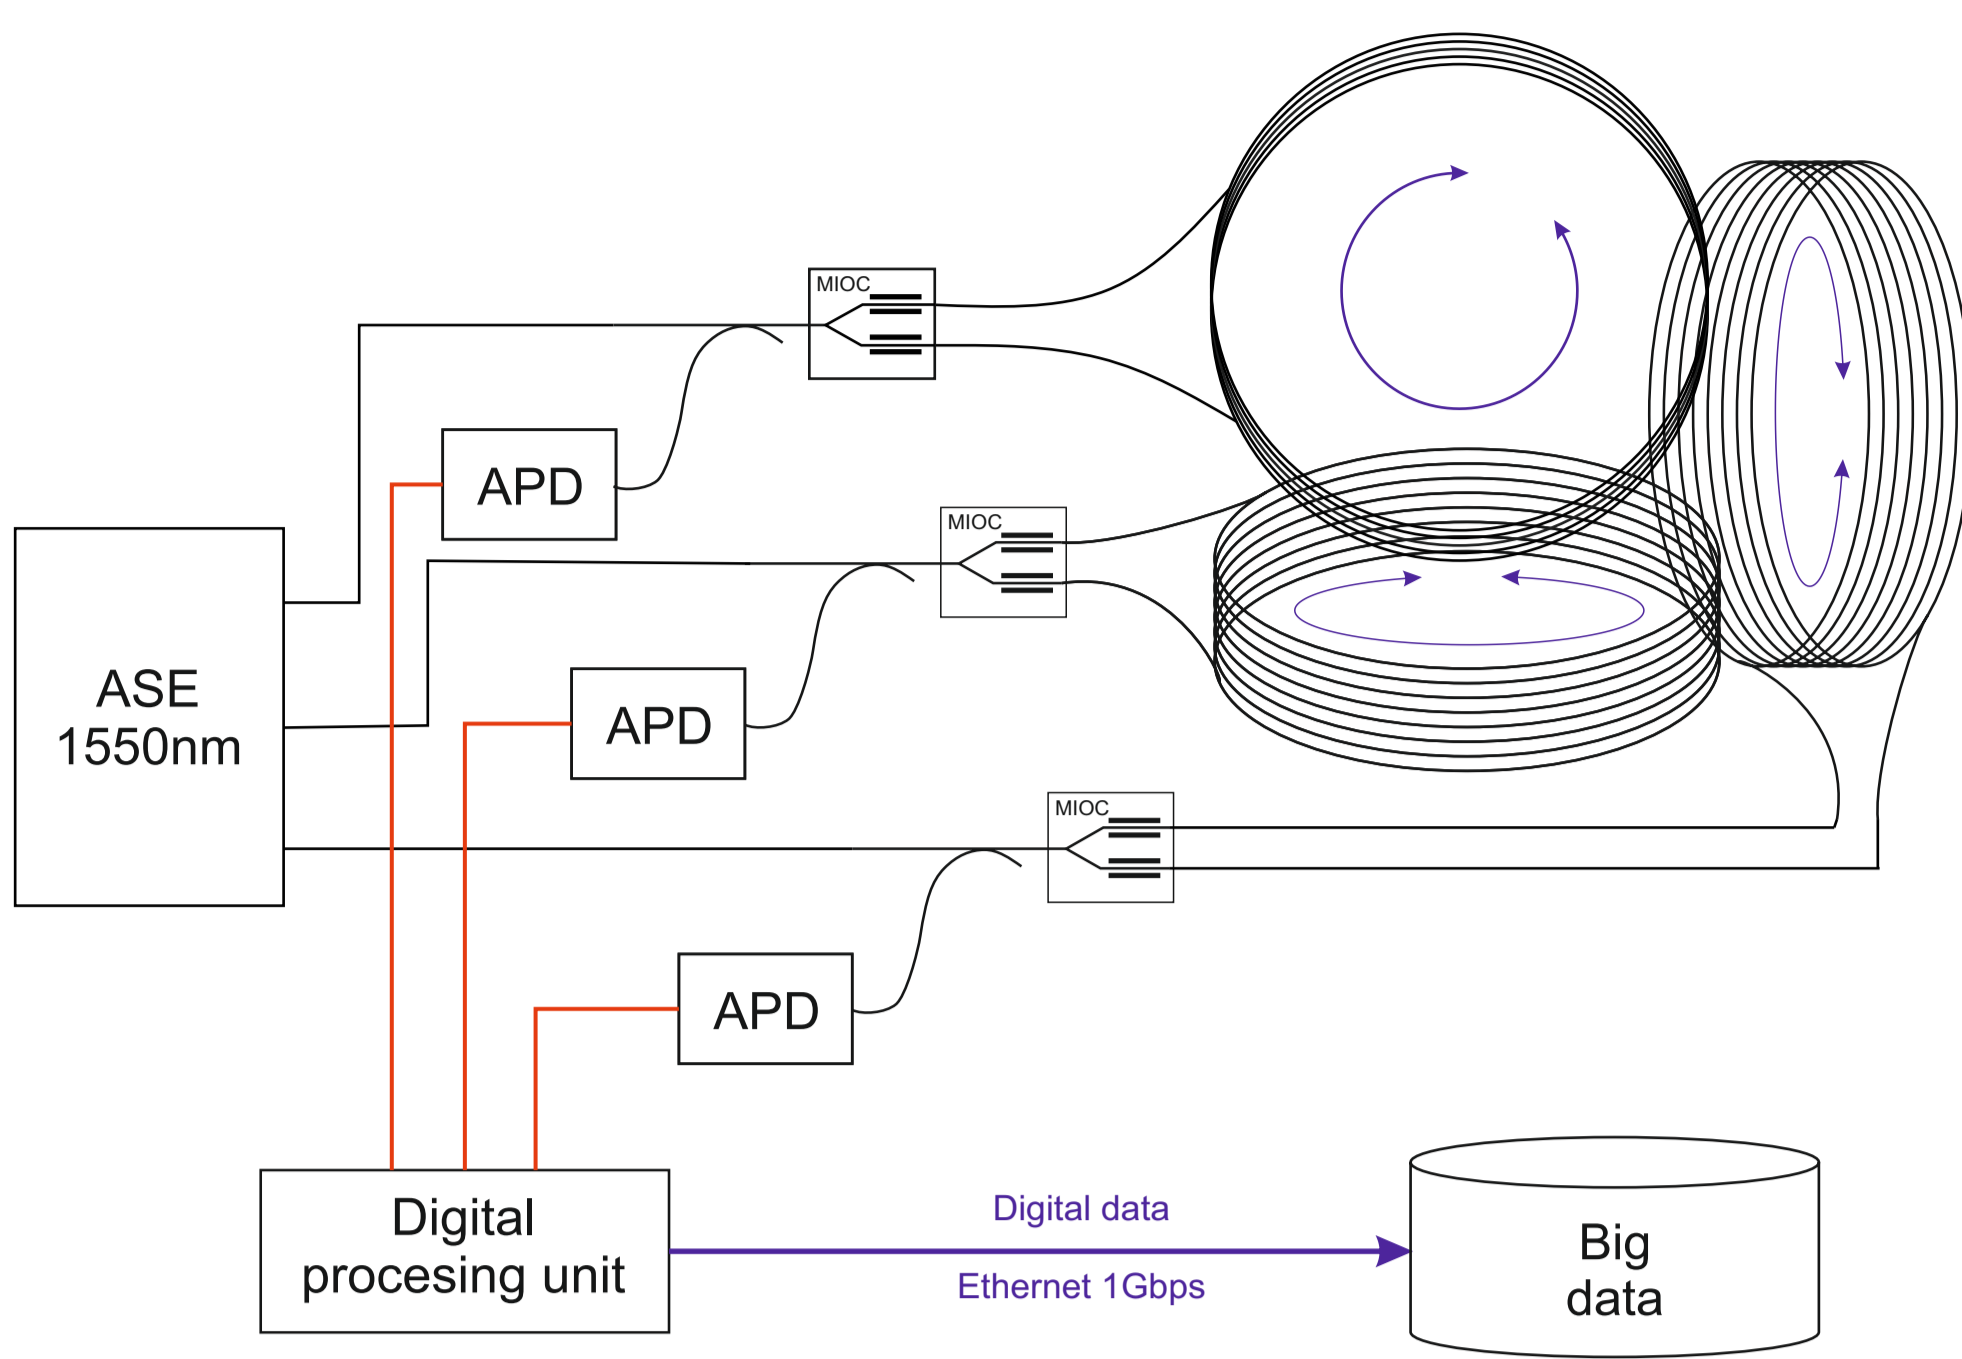 MIOC
APD
MIOC
ASE
1550nm
APD
MIOC
APD
Digital
procesing unit
Digital data
Ethernet 1Gbps
Big
data